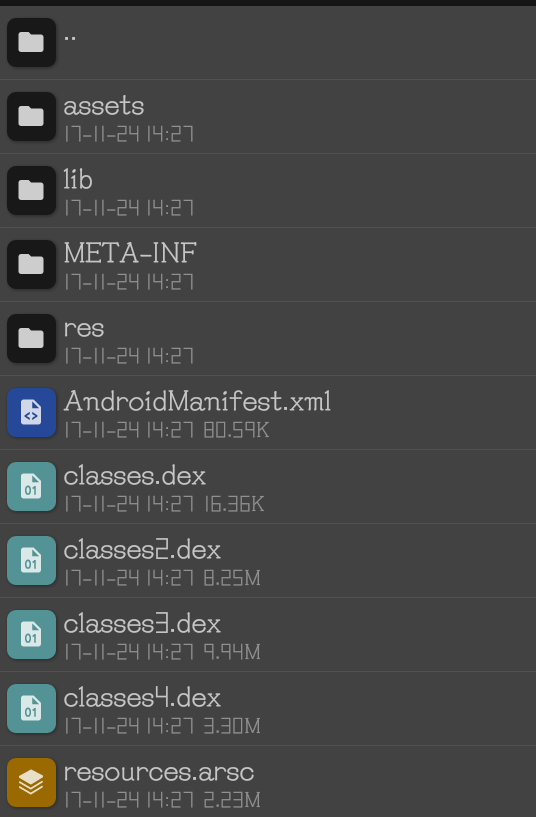 ..
assets
17-11-24 14:27
lib
17-11-24 14:27
META-INF
17-11-24 14:27
res
17-11-24 14:27
AndroidManifest.xml
17-11-24 14:27 80.59K
classes.dex
17-11-24 14:27 16.36K
classes2.dex
17-11-24 14:27 8.25M
classes3.dex
17-11-24 14:27 9.94M
classes4.dex
17-11-24 14:27 3.30M
resources.arsc
17-11-24 14:27 2.23M